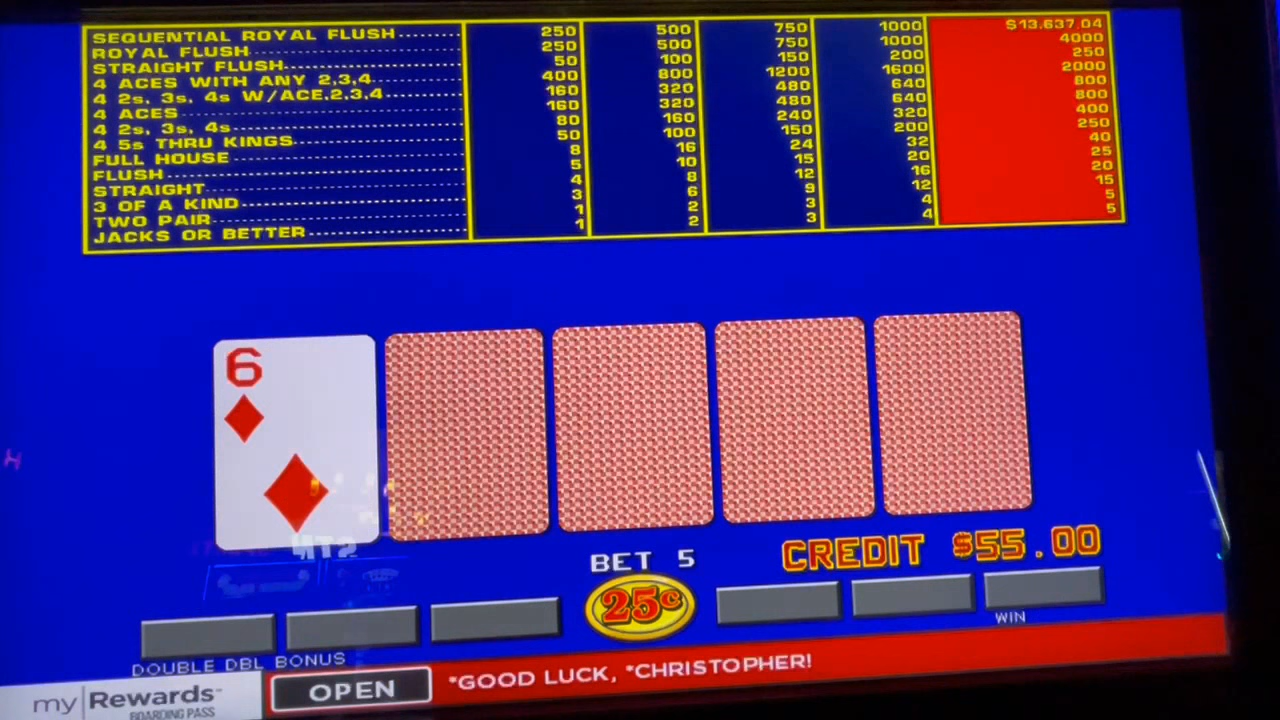 SEQUENTIAL ROYAL FLUSH 250 500 750 1000 $13,637.04
ROYAL FLUSH 250 500 750 1000 4000
STRAIGHT FLUSH 50 100 150 200 250
4 ACES WITH ANY 2,3,4 400 800 1200 1600 2000
4 2s, 3s, 4s W/ACE,2,3,4 160 320 480 640 800
4 ACES 160 320 480 640 800
4 2s, 3s, 4s 80 160 240 320 400
4 5s THRU KINGS 50 100 150 200 250
FULL HOUSE 8 16 24 32 40
FLUSH 5 10 15 20 25
STRAIGHT 4 8 12 16 20
3 OF A KIND 3 6 9 12 15
TWO PAIR 1 2 3 4 5
JACKS OR BETTER 1 2 3 4 5
6
BET 5
CREDIT $55.00
25¢
WIN
DOUBLE DBL BONUS
my|Rewards™
BOARDING PASS
OPEN
*GOOD LUCK, *CHRISTOPHER!